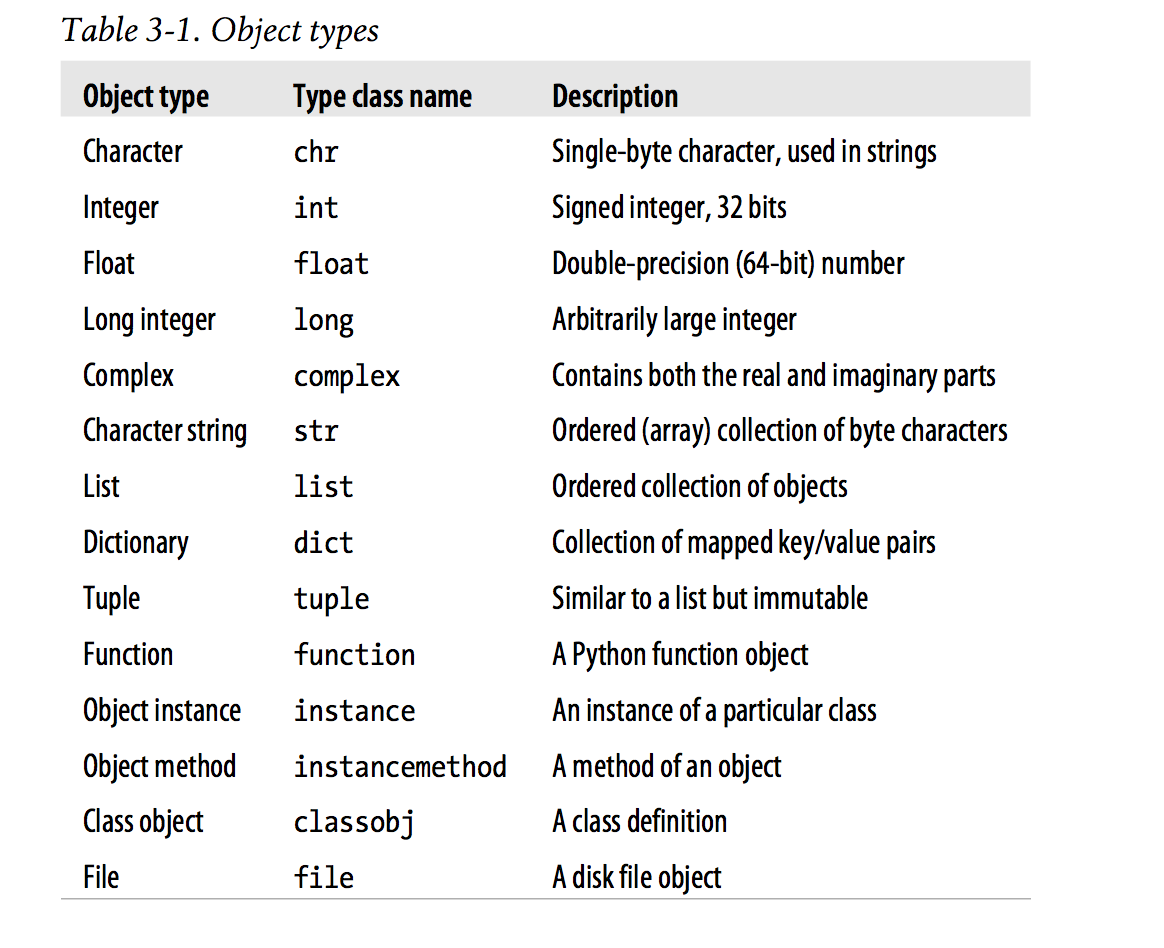 Table 3-1. Object types
Object type Type class name Description
Character chr Single-byte character, used in strings
Integer int Signed integer, 32 bits
Float float Double-precision (64-bit) number
Long integer long Arbitrarily large integer
Complex complex Contains both the real and imaginary parts
Character string str Ordered (array) collection of byte characters
List list Ordered collection of objects
Dictionary dict Collection of mapped key/value pairs
Tuple tuple Similar to a list but immutable
Function function A Python function object
Object instance instance An instance of a particular class
Object method instancemethod A method of an object
Class object classobj A class definition
File file A disk file object